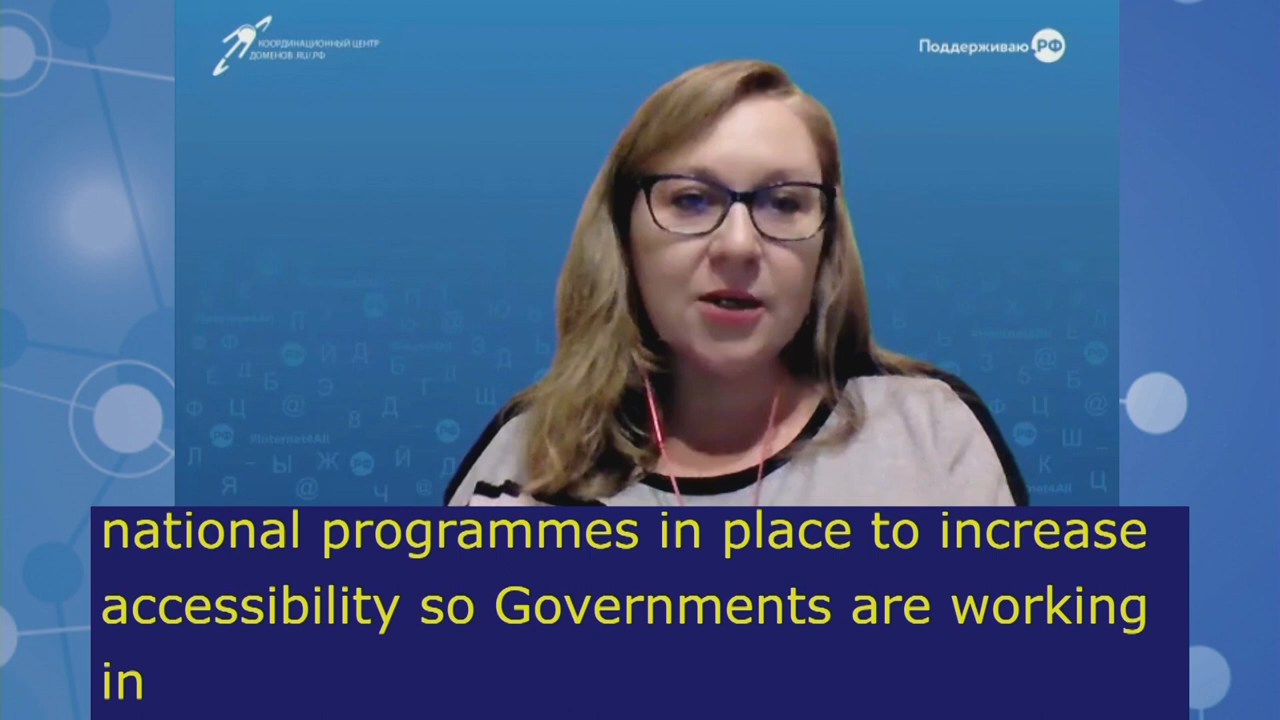 КООРДИНАЦИОННЫЙ ЦЕНТР
ДОМЕНОВ .RU/.РФ
Поддерживаю РФ
#Internet4All
national programmes in place to increase
accessibility so Governments are working
in